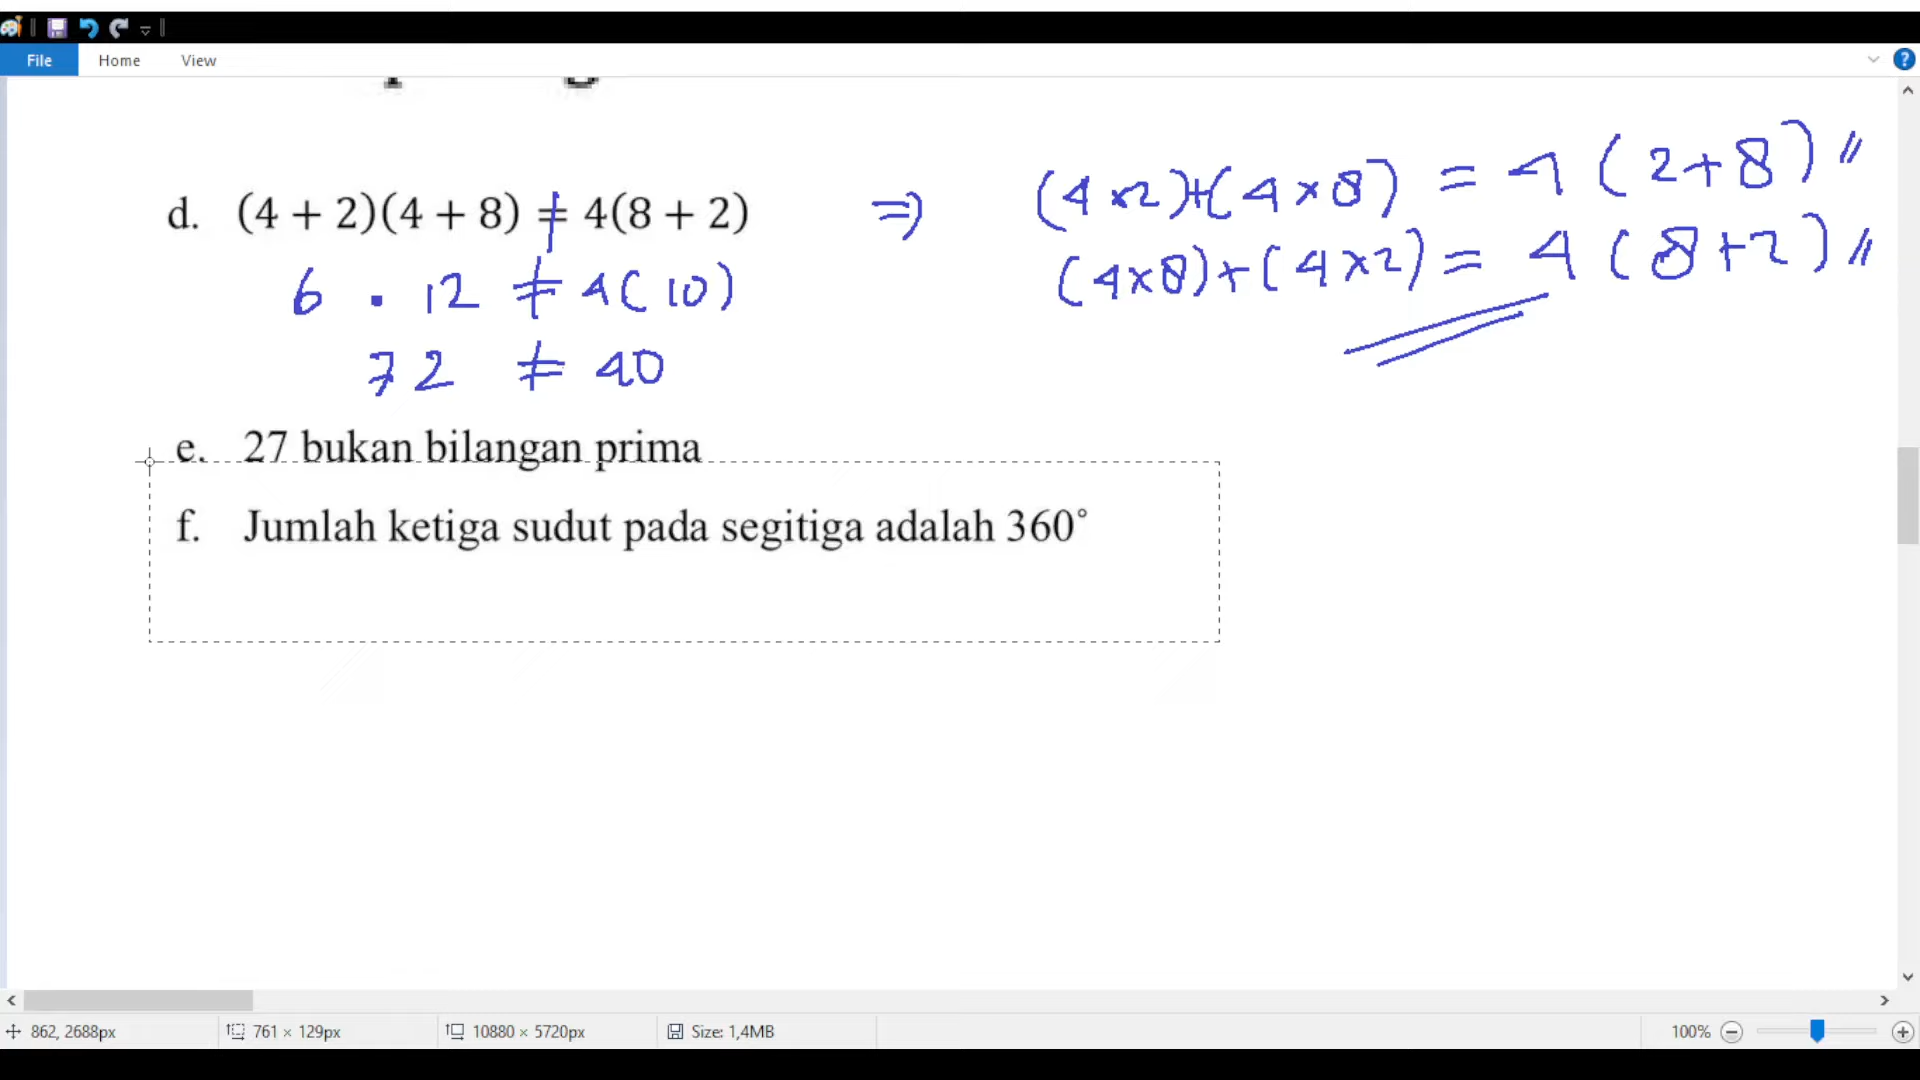 File Home View
d. (4 + 2)(4 + 8) ≠ 4(8 + 2) ⇒ (4×2)+(4×8) = 4(2+8)
6 . 12 ≠ 4(10) (4×8)+(4×2) = 4(8+2)
72 ≠ 40
e. 27 bukan bilangan prima
f. Jumlah ketiga sudut pada segitiga adalah 360°
862, 2688px 761 × 129px 10880 × 5720px Size: 1,4MB 100%